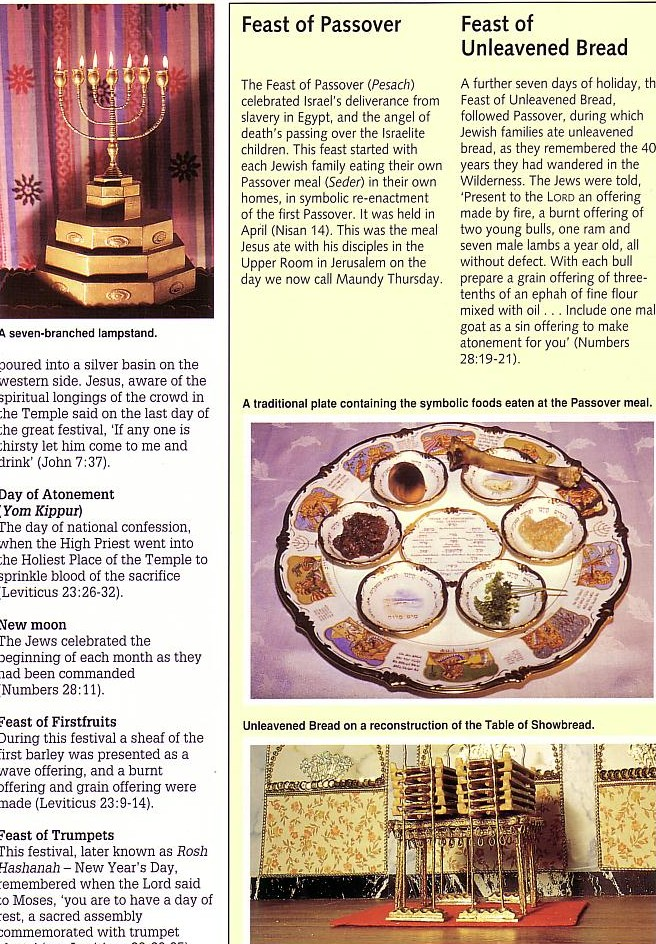 A seven-branched lampstand.
poured into a silver basin on the
western side. Jesus, aware of the
spiritual longings of the crowd in
the Temple said on the last day of
the great festival, 'If any one is
thirsty let him come to me and
drink' (John 7:37).
Day of Atonement
(Yom Kippur)
The day of national confession,
when the High Priest went into
the Holiest Place of the Temple to
sprinkle blood of the sacrifice
(Leviticus 23:26-32).
New moon
The Jews celebrated the
beginning of each month as they
had been commanded
(Numbers 28:11).
Feast of Firstfruits
During this festival a sheaf of the
first barley was presented as a
wave offering, and a burnt
offering and grain offering were
made (Leviticus 23:9-14).
Feast of Trumpets
This festival, later known as Rosh
Hashanah – New Year's Day,
remembered when the Lord said
to Moses, 'you are to have a day of
rest, a sacred assembly
commemorated with trumpet
Feast of Passover
The Feast of Passover (Pesach)
celebrated Israel's deliverance from
slavery in Egypt, and the angel of
death's passing over the Israelite
children. This feast started with
each Jewish family eating their own
Passover meal (Seder) in their own
homes, in symbolic re-enactment
of the first Passover. It was held in
April (Nisan 14). This was the meal
Jesus ate with his disciples in the
Upper Room in Jerusalem on the
day we now call Maundy Thursday.
Feast of
Unleavened Bread
A further seven days of holiday, th
Feast of Unleavened Bread,
followed Passover, during which
Jewish families ate unleavened
bread, as they remembered the 40
years they had wandered in the
Wilderness. The Jews were told,
'Present to the LORD an offering
made by fire, a burnt offering of
two young bulls, one ram and
seven male lambs a year old, all
without defect. With each bull
prepare a grain offering of three-
tenths of an ephah of fine flour
mixed with oil . . . Include one mal
goat as a sin offering to make
atonement for you' (Numbers
28:19-21).
A traditional plate containing the symbolic foods eaten at the Passover meal.
Unleavened Bread on a reconstruction of the Table of Showbread.